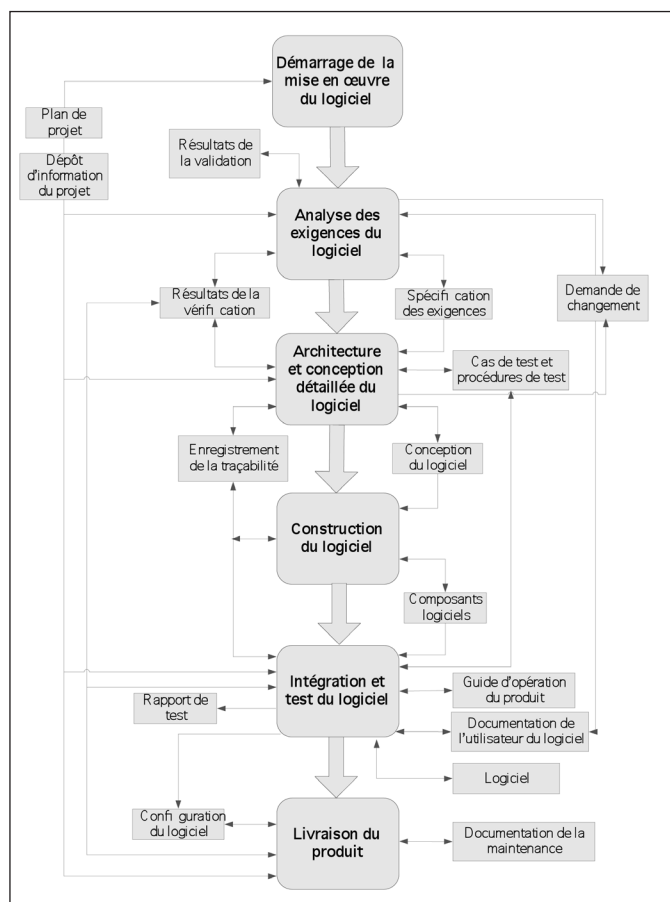 Démarrage de la
mise en œuvre
du logiciel
Plan de
projet
Dépôt
d'information
du projet
Résultats de
la validation
Analyse des
exigences du
logiciel
Résultats de la
vérifi cation
Spécifi cation
des exigences
Demande de
changement
Architecture
et conception
détaillée du
logiciel
Cas de test et
procédures de test
Enregistrement
de la traçabilité
Conception
du logiciel
Construction
du logiciel
Composants
logiciels
Intégration et
test du logiciel
Guide d'opération
du produit
Rapport de
test
Documentation de
l'utilisateur du logiciel
Logiciel
Confi guration
du logiciel
Livraison du
produit
Documentation de la
maintenance